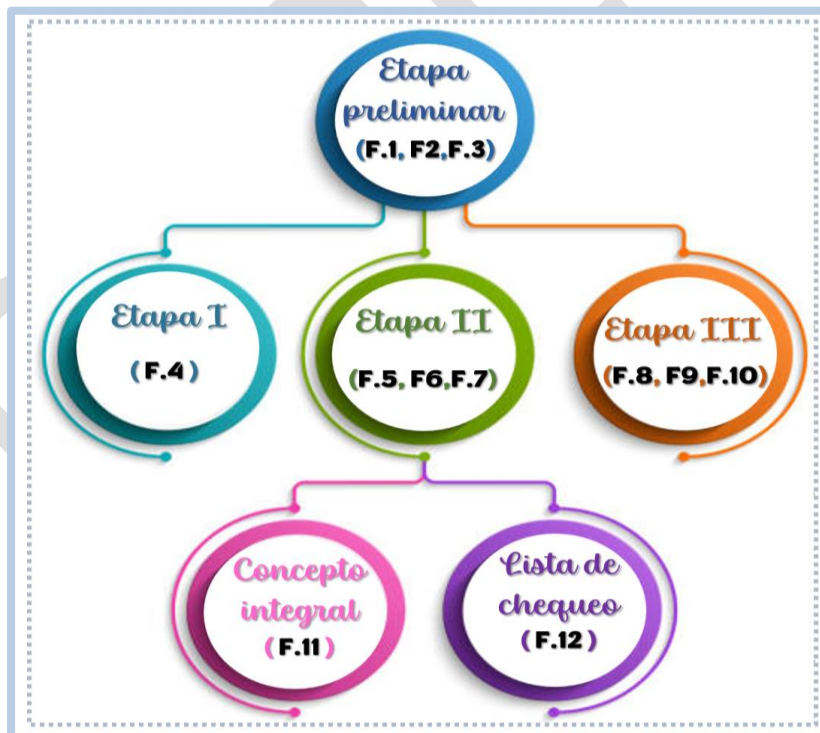 Etapa
preliminar
(F.1, F2,F.3)
Etapa I
(F.4)
Etapa II
(F.5, F6,F.7)
Etapa III
(F.8, F9,F.10)
Concepto
integral
(F.11)
Lista de
chequeo
(F.12)